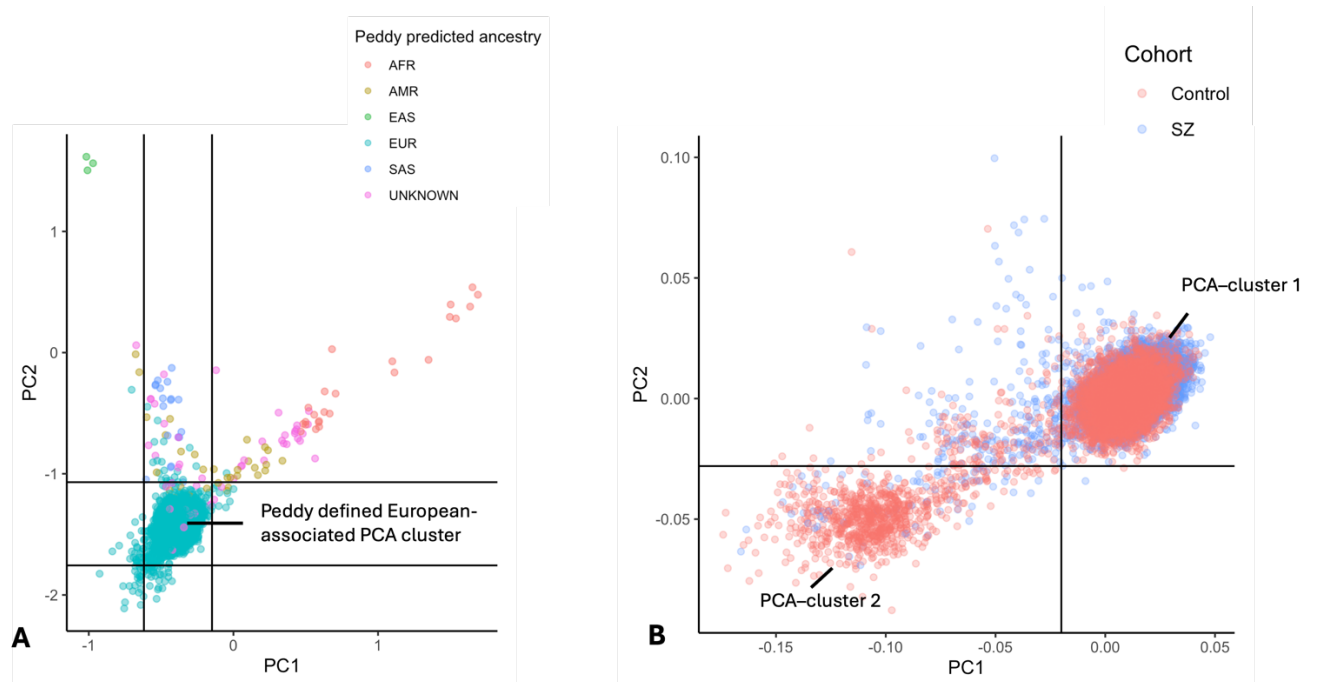 Peddy predicted ancestry
AFR
AMR
EAS
EUR
SAS
UNKNOWN
1
0
-1
-2
PC2
Peddy defined European-
associated PCA cluster
-1
0
1
PC1
A
Cohort
Control
SZ
0.10
0.05
0.00
-0.05
PC2
PCA–cluster 1
PCA–cluster 2
-0.15
-0.10
-0.05
0.00
0.05
PC1
B